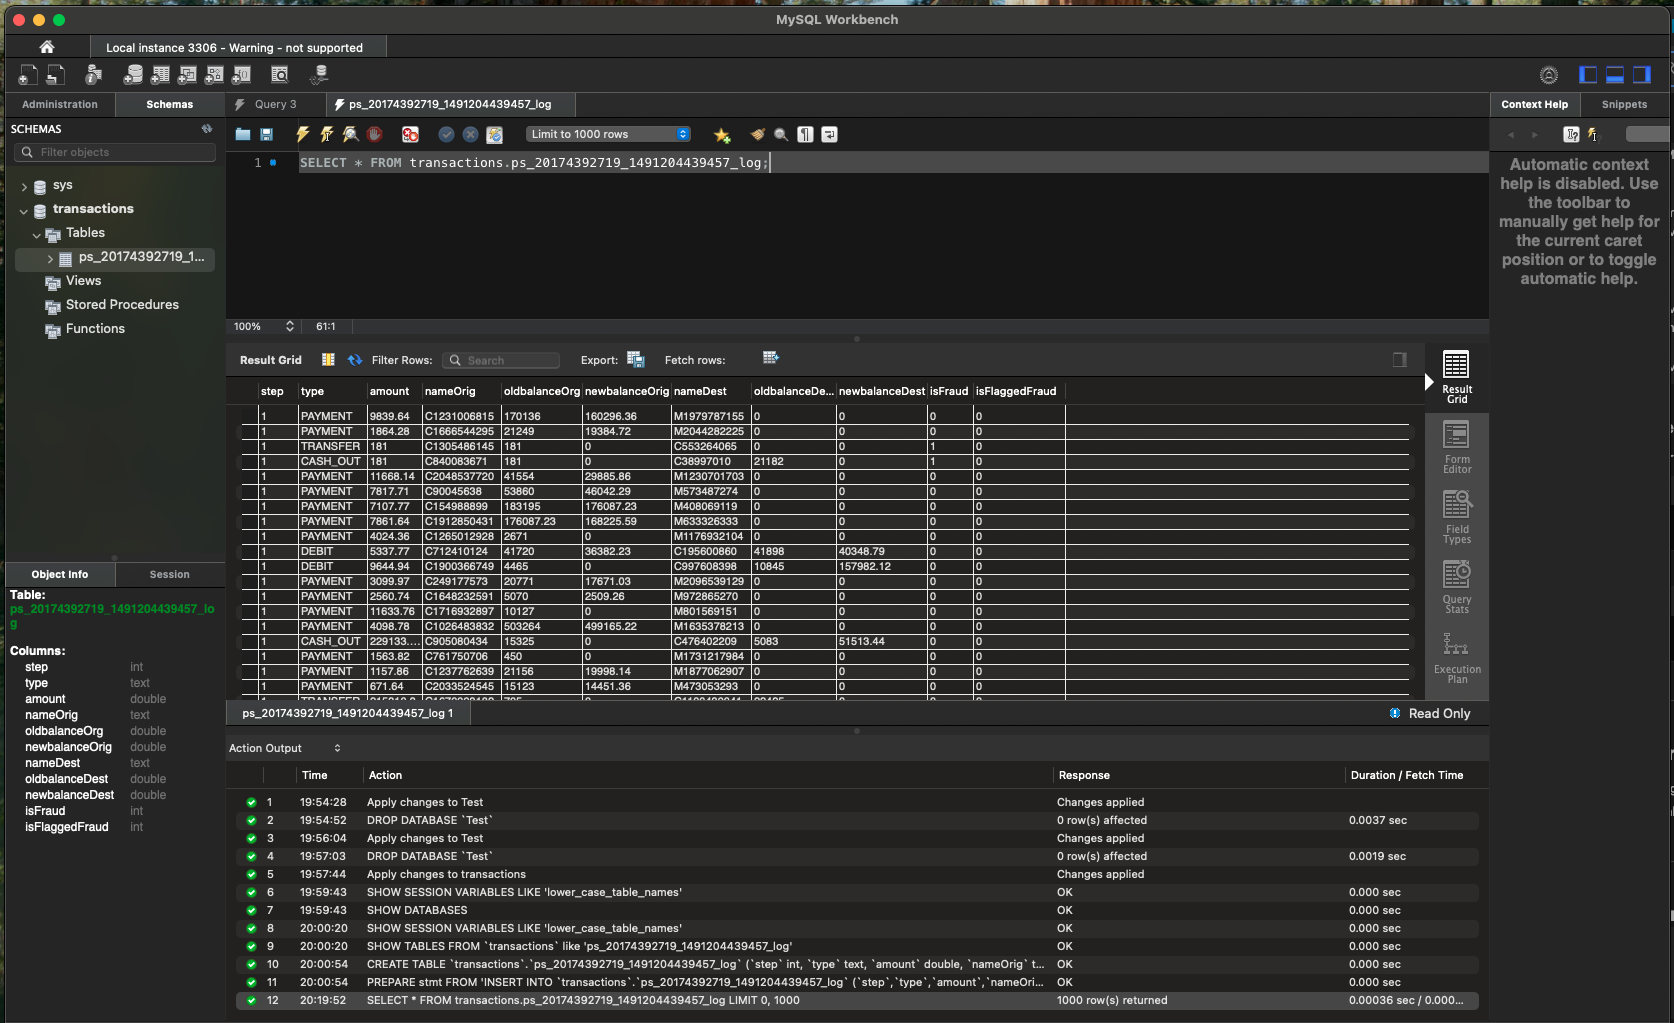 MySQL Workbench
Local instance 3306 - Warning - not supported
Administration Schemas
Query 3 ps_20174392719_1491204439457_log
Context Help Snippets
SCHEMAS
Filter objects
sys
transactions
Tables
ps_20174392719_1...
Views
Stored Procedures
Functions
Limit to 1000 rows
1 SELECT * FROM transactions.ps_20174392719_1491204439457_log;
100% 61:1
Automatic context
help is disabled. Use
the toolbar to
manually get help for
the current caret
position or to toggle
automatic help.
Result Grid Filter Rows: Search Export: Fetch rows:
step type amount nameOrig oldbalanceOrg newbalanceOrig nameDest oldbalanceDe... newbalanceDest isFraud isFlaggedFraud
1 PAYMENT 9839.64 C1231006815 170136 160296.36 M1979787155 0 0 0 0
1 PAYMENT 1864.28 C1666544295 21249 19384.72 M2044282225 0 0 0 0
1 TRANSFER 181 C1305486145 181 0 C553264065 0 0 1 0
1 CASH_OUT 181 C840083671 181 0 C38997010 21182 0 1 0
1 PAYMENT 11668.14 C2048537720 41554 29885.86 M1230701703 0 0 0 0
1 PAYMENT 7817.71 C90045638 53860 46042.29 M573487274 0 0 0 0
1 PAYMENT 7107.77 C154988899 183195 176087.23 M408069119 0 0 0 0
1 PAYMENT 7861.64 C1912850431 176087.23 168225.59 M633326333 0 0 0 0
1 PAYMENT 4024.36 C1265012928 2671 0 M1176932104 0 0 0 0
1 DEBIT 5337.77 C712410124 41720 36382.23 C195600860 41898 40348.79 0 0
1 DEBIT 9644.94 C1900366749 4465 0 C997608398 10845 157982.12 0 0
1 PAYMENT 3099.97 C249177573 20771 17671.03 M2096539129 0 0 0 0
1 PAYMENT 2560.74 C1648232591 5070 2509.26 M972865270 0 0 0 0
1 PAYMENT 11633.76 C1716932897 10127 0 M801569151 0 0 0 0
1 PAYMENT 4098.78 C1026483832 503264 499165.22 M1635378213 0 0 0 0
1 CASH_OUT 229133.... C905080434 15325 0 C476402209 5083 51513.44 0 0
1 PAYMENT 1563.82 C761750706 450 0 M1731217984 0 0 0 0
1 PAYMENT 1157.86 C1237762639 21156 19998.14 M1877062907 0 0 0 0
1 PAYMENT 671.64 C2033524545 15123 14451.36 M473053293 0 0 0 0
Result
Grid
Form
Editor
Field
Types
Query
Stats
Execution
Plan
Object Info Session
Table:
ps_20174392719_1491204439457_lo
g
Columns:
step int
type text
amount double
nameOrig text
oldbalanceOrg double
newbalanceOrig double
nameDest text
oldbalanceDest double
newbalanceDest double
isFraud int
isFlaggedFraud int
ps_20174392719_1491204439457_log 1
Read Only
Action Output
Time Action Response Duration / Fetch Time
1 19:54:28 Apply changes to Test Changes applied
2 19:54:52 DROP DATABASE `Test` 0 row(s) affected 0.0037 sec
3 19:56:04 Apply changes to Test Changes applied
4 19:57:03 DROP DATABASE `Test` 0 row(s) affected 0.0019 sec
5 19:57:44 Apply changes to transactions Changes applied
6 19:59:43 SHOW SESSION VARIABLES LIKE 'lower_case_table_names' OK 0.000 sec
7 19:59:43 SHOW DATABASES OK 0.000 sec
8 20:00:20 SHOW SESSION VARIABLES LIKE 'lower_case_table_names' OK 0.000 sec
9 20:00:20 SHOW TABLES FROM `transactions` like 'ps_20174392719_1491204439457_log' OK 0.000 sec
10 20:00:54 CREATE TABLE `transactions`.`ps_20174392719_1491204439457_log` (`step` int, `type` text, `amount` double, `nameOrig` t... OK 0.000 sec
11 20:00:54 PREPARE stmt FROM 'INSERT INTO `transactions`.`ps_20174392719_1491204439457_log` (`step`,`type`,`amount`,`nameOri... OK 0.000 sec
12 20:19:52 SELECT * FROM transactions.ps_20174392719_1491204439457_log LIMIT 0, 1000 1000 row(s) returned 0.00036 sec / 0.000...